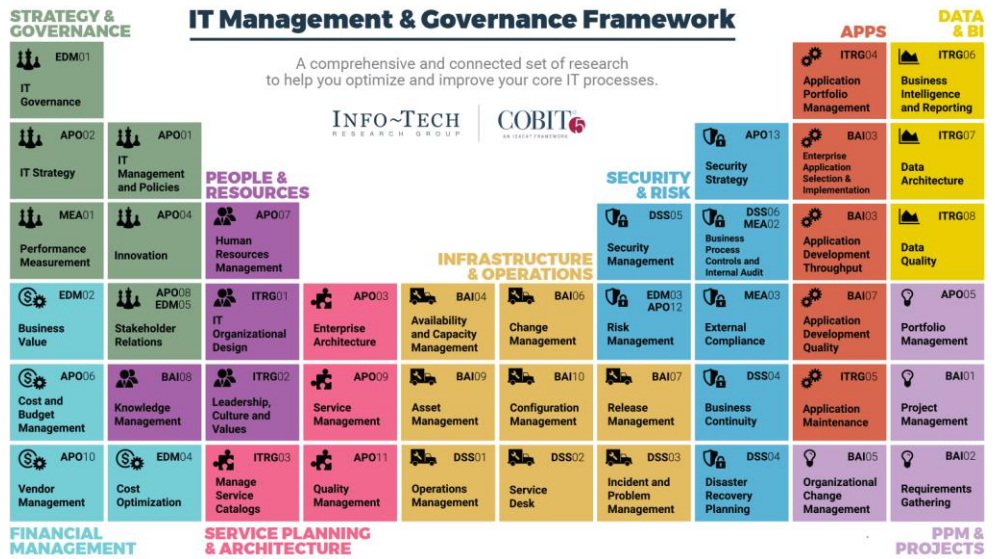 STRATEGY &
GOVERNANCE
IT Management & Governance Framework
A comprehensive and connected set of research
to help you optimize and improve your core IT processes.
INFO~TECH
RESEARCH GROUP
COBIT 5
AN ISACA® FRAMEWORK
APPS
DATA
& BI
EDM01
IT
Governance
ITRG04
Application
Portfolio
Management
ITRG06
Business
Intelligence
and Reporting
APO02
IT Strategy
APO01
IT
Management
and Policies
PEOPLE &
RESOURCES
SECURITY
& RISK
APO13
Security
Strategy
BAI03
Enterprise
Application
Selection &
Implementation
ITRG07
Data
Architecture
MEA01
Performance
Measurement
APO04
Innovation
APO07
Human
Resources
Management
INFRASTRUCTURE
& OPERATIONS
DSS05
Security
Management
DSS06
MEA02
Business
Process
Controls and
Internal Audit
BAI03
Application
Development
Throughput
ITRG08
Data
Quality
EDM02
Business
Value
APO08
EDM05
Stakeholder
Relations
ITRG01
IT
Organizational
Design
APO03
Enterprise
Architecture
BAI04
Availability
and Capacity
Management
BAI06
Change
Management
EDM03
APO12
Risk
Management
MEA03
External
Compliance
BAI07
Application
Development
Quality
APO05
Portfolio
Management
APO06
Cost and
Budget
Management
BAI08
Knowledge
Management
ITRG02
Leadership,
Culture and
Values
APO09
Service
Management
BAI09
Asset
Management
BAI10
Configuration
Management
BAI07
Release
Management
DSS04
Business
Continuity
ITRG05
Application
Maintenance
BAI01
Project
Management
APO10
Vendor
Management
EDM04
Cost
Optimization
ITRG03
Manage
Service
Catalogs
APO11
Quality
Management
DSS01
Operations
Management
DSS02
Service
Desk
DSS03
Incident and
Problem
Management
DSS04
Disaster
Recovery
Planning
BAI05
Organizational
Change
Management
BAI02
Requirements
Gathering
FINANCIAL
MANAGEMENT
SERVICE PLANNING
& ARCHITECTURE
PPM &
PROJECTS